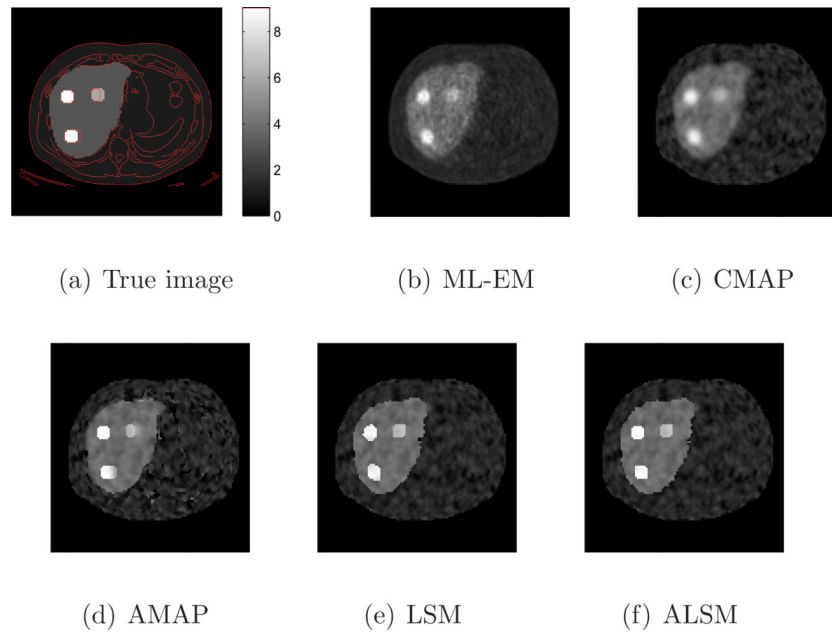 8
6
4
2
0
(a) True image
(b) ML-EM
(c) CMAP
(d) AMAP
(e) LSM
(f) ALSM